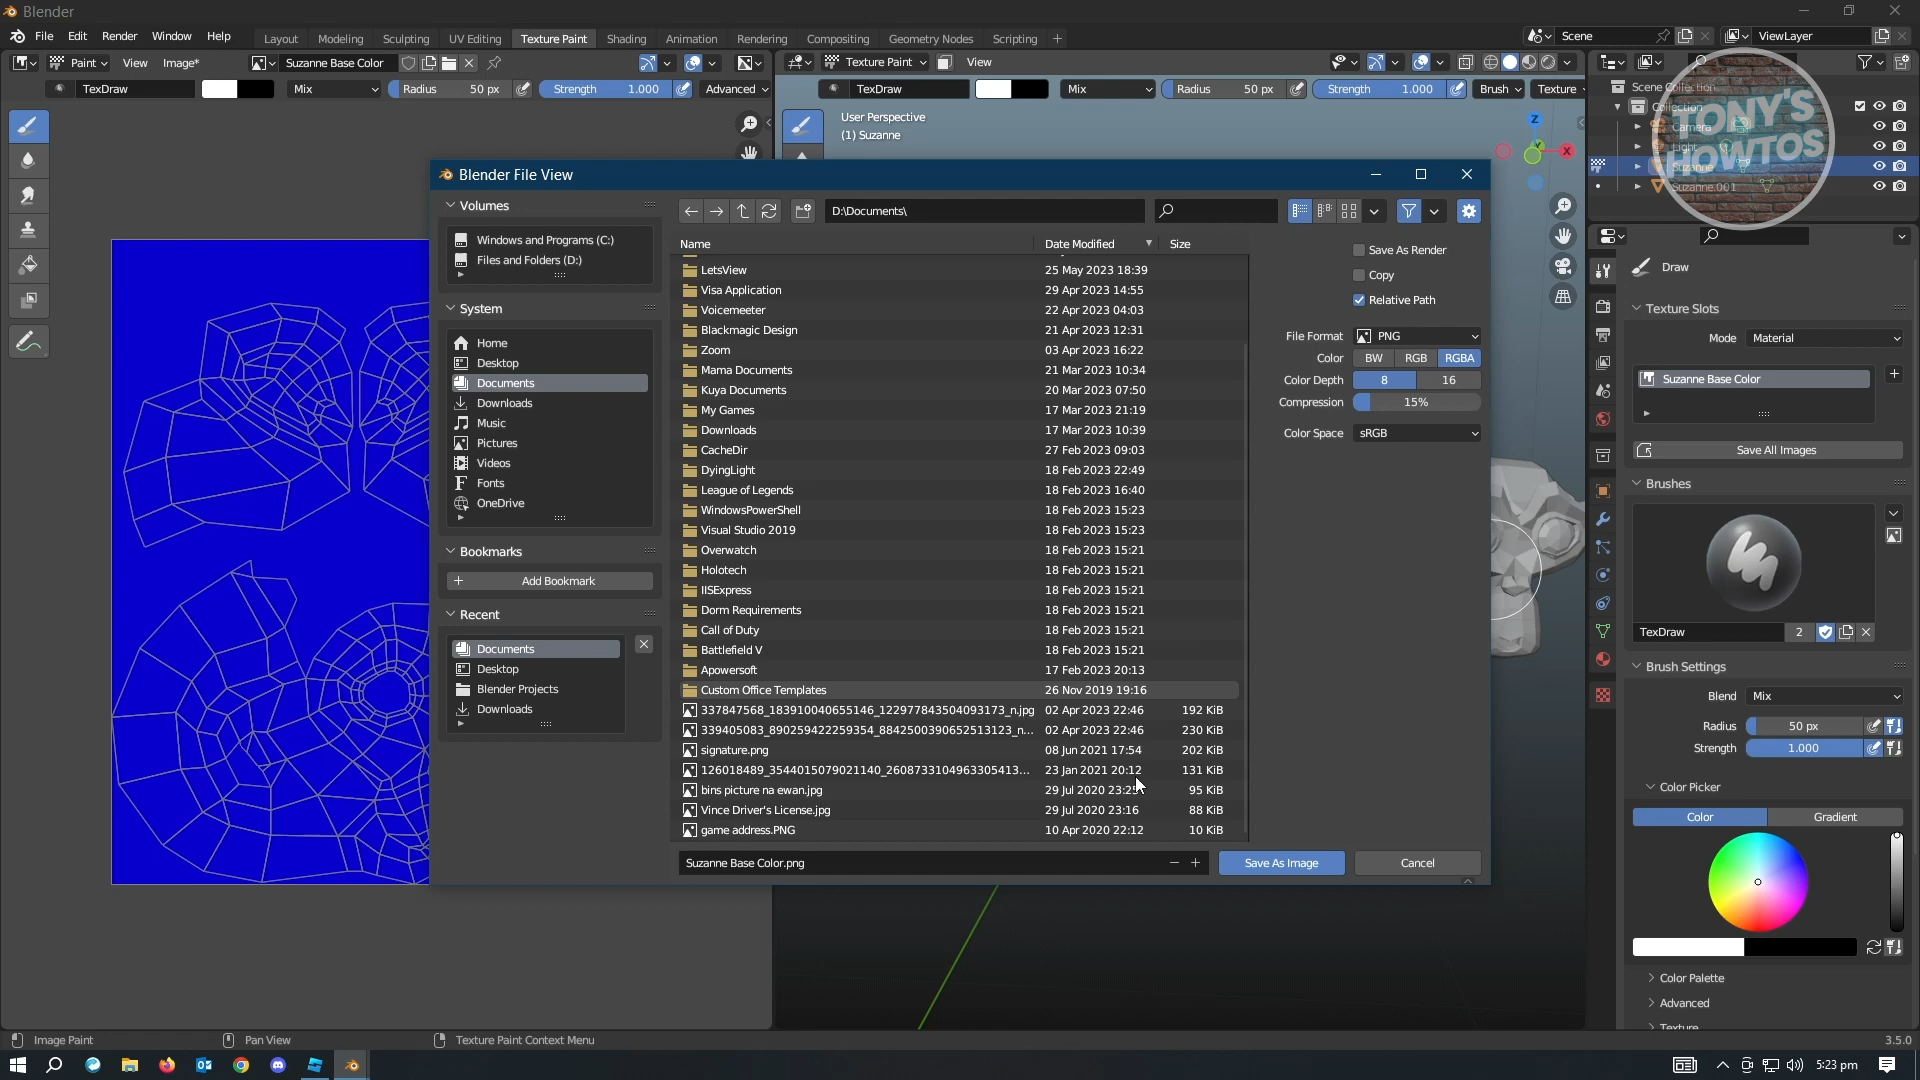 Blender
File Edit Render Window Help Layout Modeling Sculpting UV Editing Texture Paint Shading Animation Rendering Compositing Geometry Nodes Scripting + Scene ViewLayer
Paint View Image* Suzanne Base Color Texture Paint View
TexDraw Mix Radius 50 px Strength 1.000 Advanced TexDraw Mix Radius 50 px Strength 1.000 Brush Texture
User Perspective
(1) Suzanne
Z
X
Scene Collection
Collection
Camera
Light
Suzanne
Suzanne.001
TONY'S
HOWTOS
Blender File View
Volumes
Windows and Programs (C:)
Files and Folders (D:)
System
Home
Desktop
Documents
Downloads
Music
Pictures
Videos
Fonts
OneDrive
Bookmarks
Add Bookmark
Recent
Documents
Desktop
Blender Projects
Downloads
D:\Documents\
Name Date Modified Size
LetsView 25 May 2023 18:39
Visa Application 29 Apr 2023 14:55
Voicemeeter 22 Apr 2023 04:03
Blackmagic Design 21 Apr 2023 12:31
Zoom 03 Apr 2023 16:22
Mama Documents 21 Mar 2023 10:34
Kuya Documents 20 Mar 2023 07:50
My Games 17 Mar 2023 21:19
Downloads 17 Mar 2023 10:39
CacheDir 27 Feb 2023 09:03
DyingLight 18 Feb 2023 22:49
League of Legends 18 Feb 2023 16:40
WindowsPowerShell 18 Feb 2023 15:23
Visual Studio 2019 18 Feb 2023 15:23
Overwatch 18 Feb 2023 15:21
Holotech 18 Feb 2023 15:21
IISExpress 18 Feb 2023 15:21
Dorm Requirements 18 Feb 2023 15:21
Call of Duty 18 Feb 2023 15:21
Battlefield V 18 Feb 2023 15:21
Apowersoft 17 Feb 2023 20:13
Custom Office Templates 26 Nov 2019 19:16
337847568_183910040655146_122977843504093173_n.jpg 02 Apr 2023 22:46 192 KiB
339405083_890259422259354_8842500390652513123_n... 02 Apr 2023 22:46 230 KiB
signature.png 08 Jun 2021 17:54 202 KiB
126018489_3544015079021140_2608733104963305413... 23 Jan 2021 20:12 131 KiB
bins picture na ewan.jpg 29 Jul 2020 23:25 95 KiB
Vince Driver's License.jpg 29 Jul 2020 23:16 88 KiB
game address.PNG 10 Apr 2020 22:12 10 KiB
Suzanne Base Color.png - + Save As Image Cancel
Save As Render
Copy
Relative Path
File Format PNG
Color BW RGB RGBA
Color Depth 8 16
Compression 15%
Color Space sRGB
Draw
Texture Slots
Mode Material
Suzanne Base Color
Save All Images
Brushes
TexDraw 2
Brush Settings
Blend Mix
Radius 50 px
Strength 1.000
Color Picker
Color Gradient
Color Palette
Advanced
Texture
Image Paint Pan View Texture Paint Context Menu 3.5.0
5:23 pm